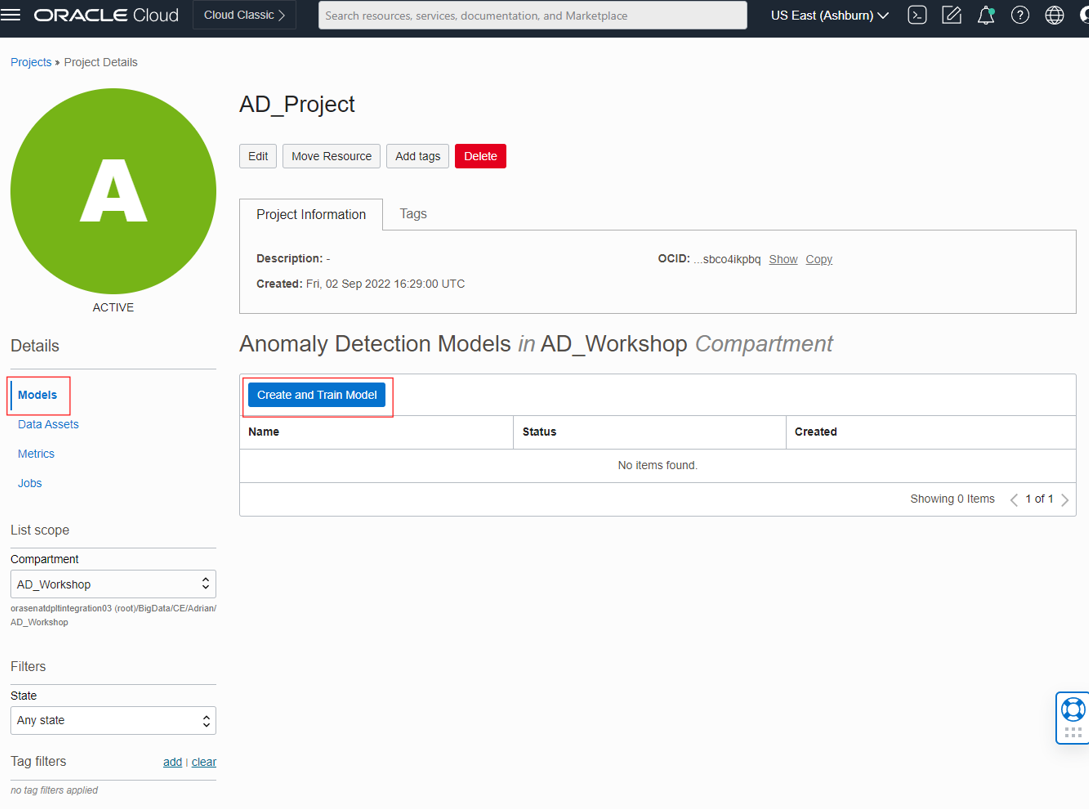 ORACLE Cloud
Cloud Classic
Search resources, services, documentation, and Marketplace
US East (Ashburn)
Projects » Project Details
A
ACTIVE
AD_Project
Edit
Move Resource
Add tags
Delete
Project Information
Tags
Description: -
OCID: ...sbco4ikpbq Show Copy
Created: Fri, 02 Sep 2022 16:29:00 UTC
Details
Models
Data Assets
Metrics
Jobs
Anomaly Detection Models in AD_Workshop Compartment
Create and Train Model
Name Status Created
No items found.
Showing 0 Items 1 of 1
List scope
Compartment
AD_Workshop
orasenatdpltintegration03 (root)/BigData/CE/Adrian/
AD_Workshop
Filters
State
Any state
Tag filters add | clear
no tag filters applied